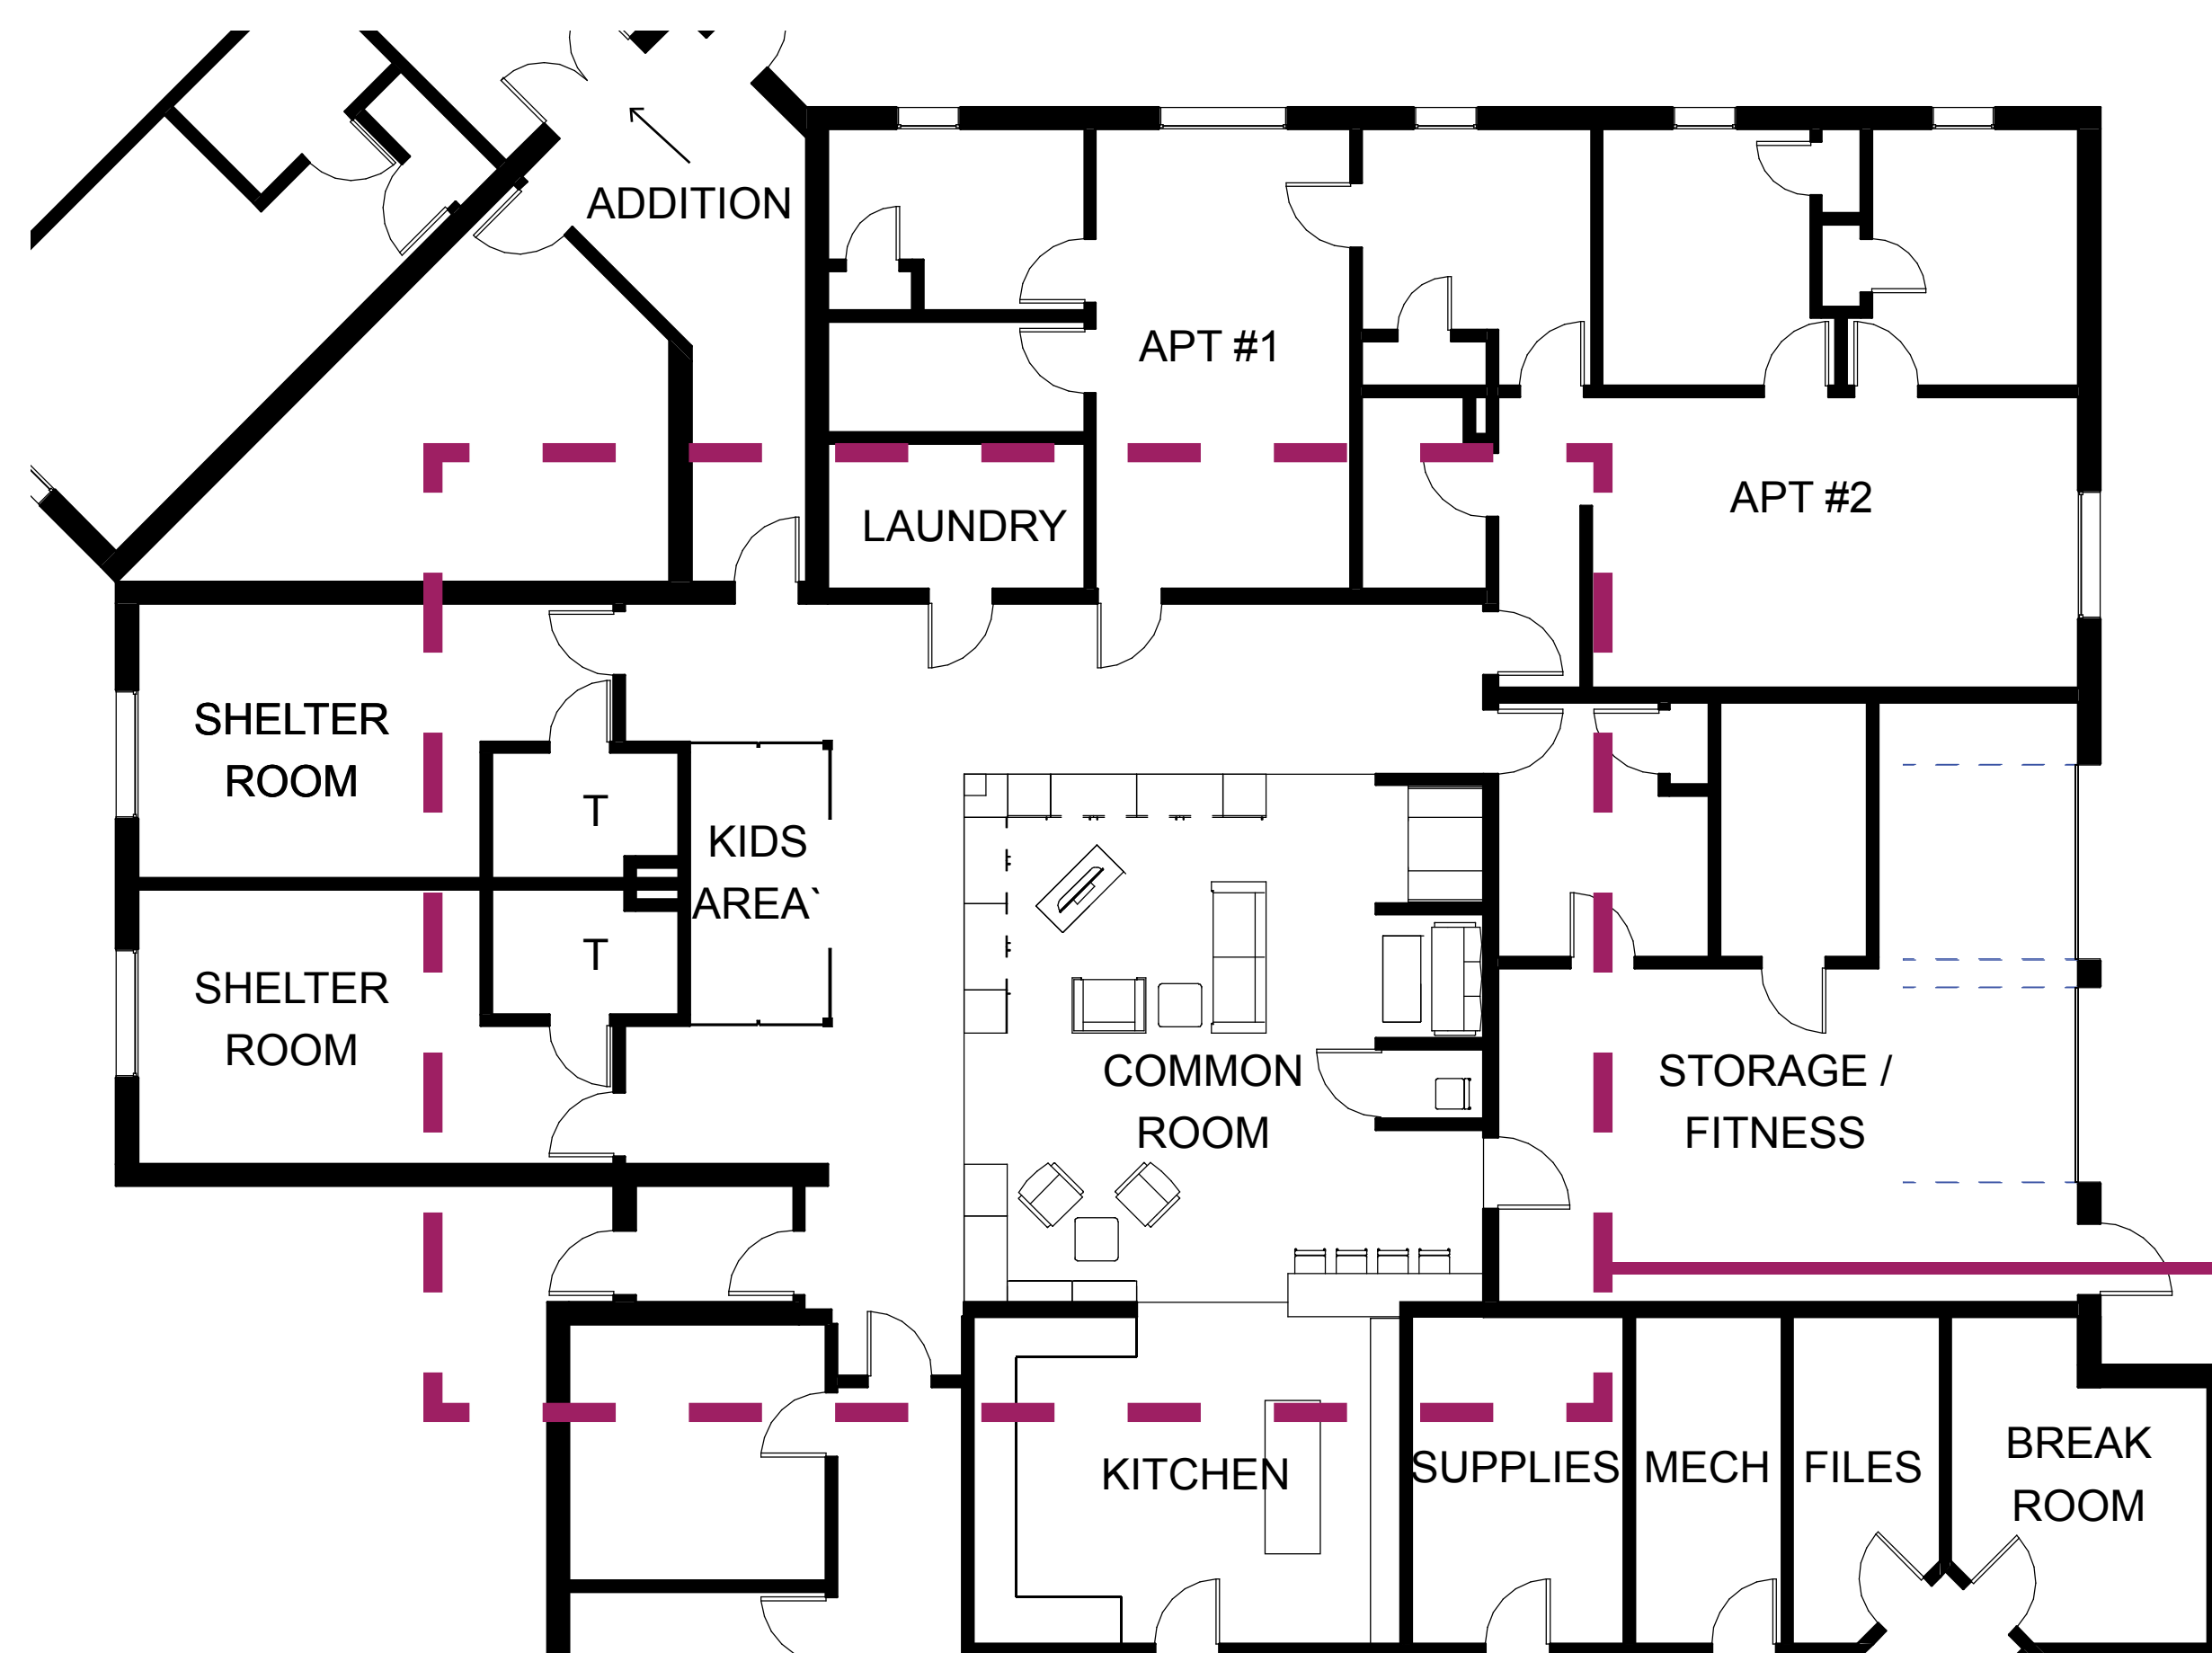 ADDITION
APT #1
APT #2
LAUNDRY
SHELTER
ROOM
T
KIDS
AREA`
SHELTER
ROOM
T
COMMON
ROOM
STORAGE /
FITNESS
KITCHEN
SUPPLIES
MECH
FILES
BREAK
ROOM